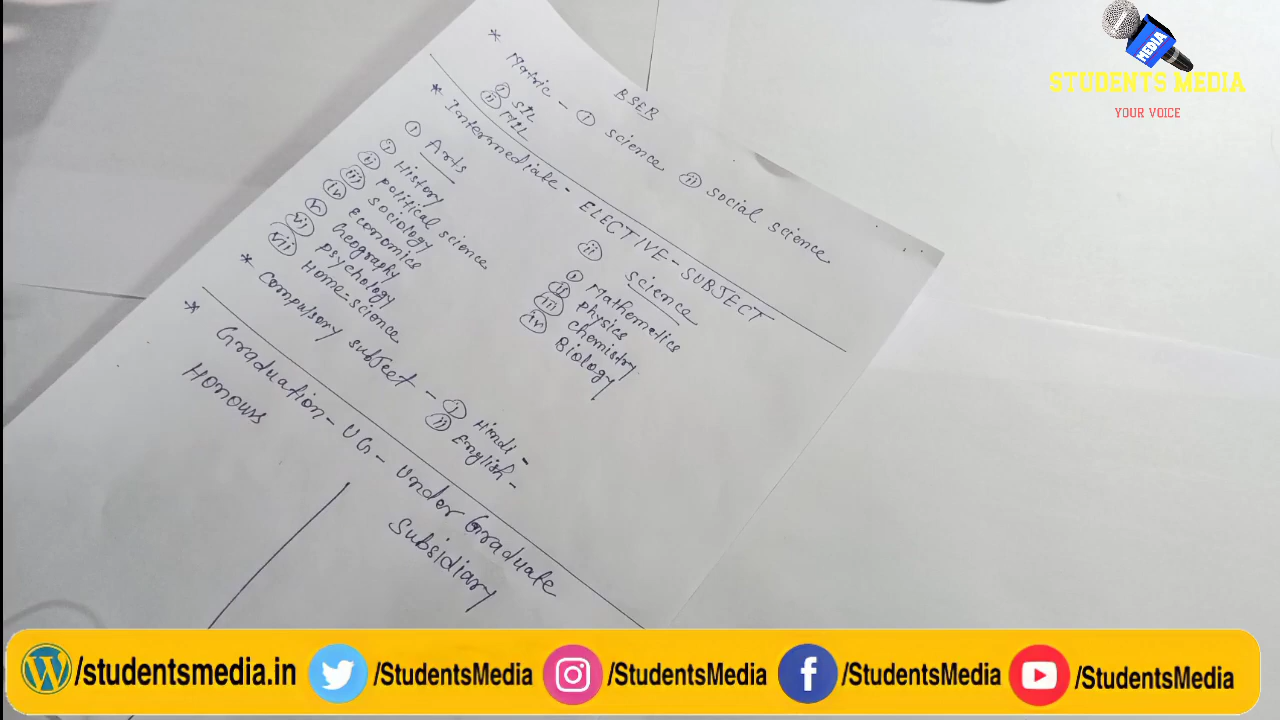 BSEB
* Matric - (i) science (ii) social science
(i) SIL
(ii) MIL
* Intermediate - ELECTIVE - SUBJECT
(i) Arts
(i) History
(ii) political science
(iii) sociology
(iv) economics
(v) Geography
(vi) psychology
(vii) Home=science
(ii) science
(i) Mathematics
(ii) physics
(iii) chemistry
(iv) Biology
* Compulsory subject - (i) Hindi -
(ii) English -
* Graduation - UG - Under Graduate
Honours
Subsidiary
MEDIA
STUDENTS MEDIA
YOUR VOICE
/studentsmedia.in /StudentsMedia /StudentsMedia /StudentsMedia /StudentsMedia